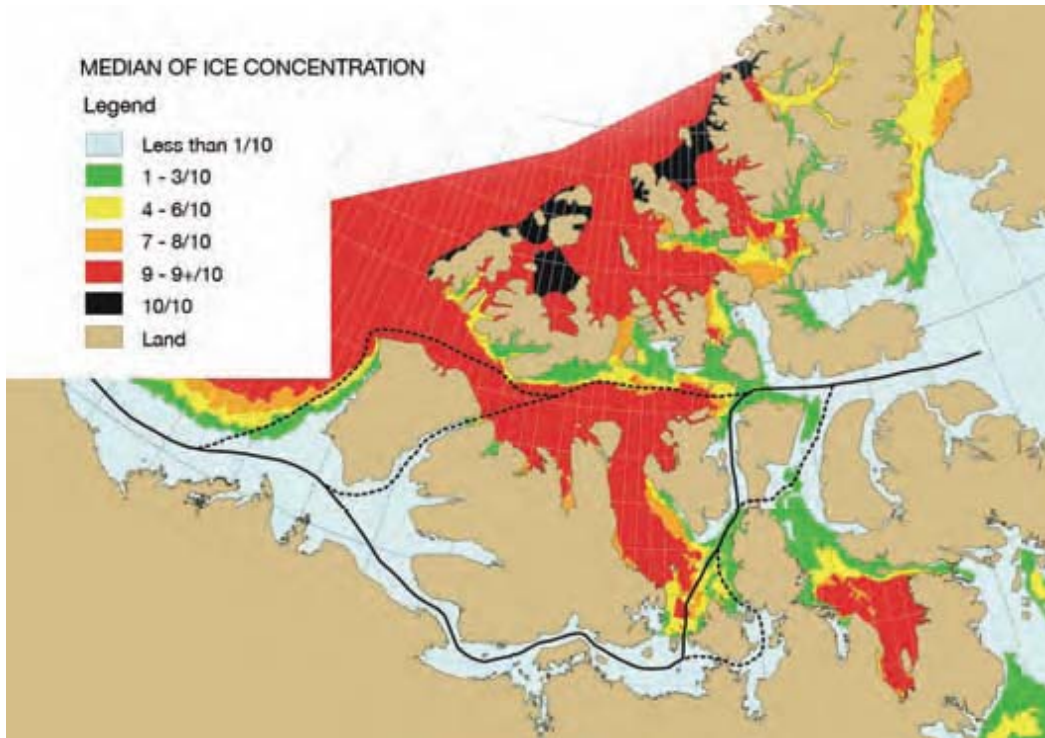 MEDIAN OF ICE CONCENTRATION
Legend
Less than 1/10
1 - 3/10
4 - 6/10
7 - 8/10
9 - 9+/10
10/10
Land